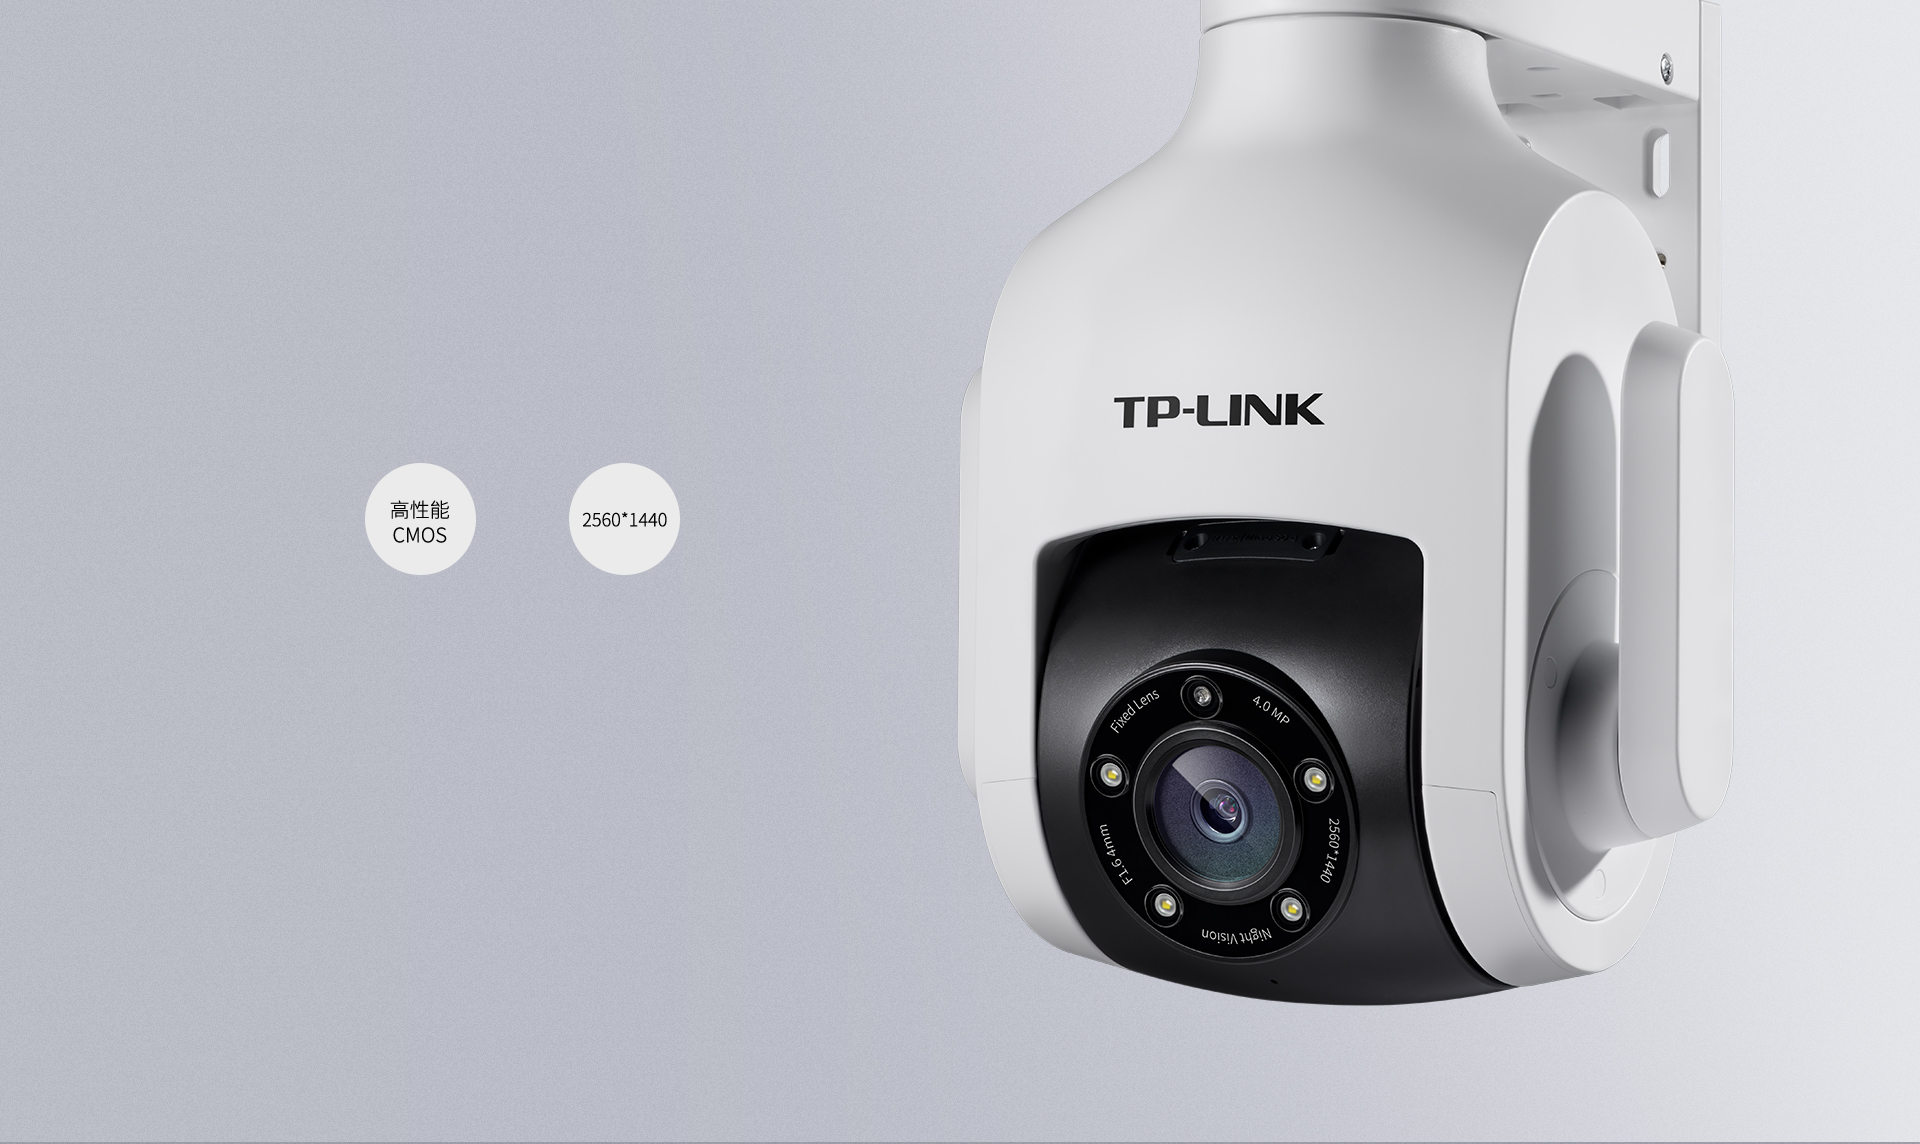 高性能
CMOS
2560*1440
TP-LINK
Fixed Lens
4.0 MP
2560*1440
Night Vision
F1.6 4mm